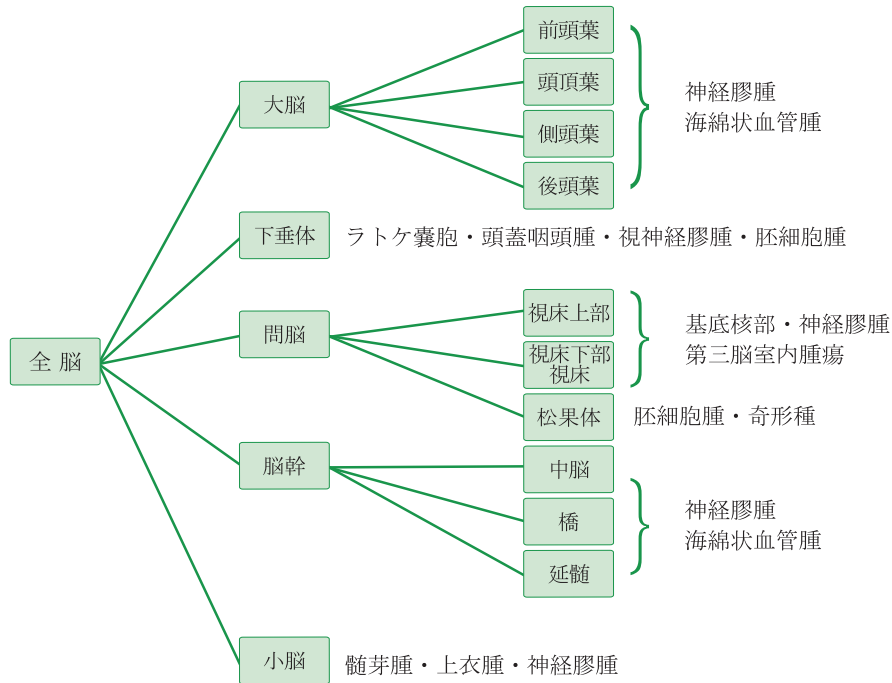 全 脳
大脳
前頭葉
頭頂葉
側頭葉
後頭葉
神経膠腫
海綿状血管腫
下垂体
ラトケ嚢胞・頭蓋咽頭腫・視神経膠腫・胚細胞腫
問脳
視床上部
視床下部
視床
基底核部・神経膠腫
第三脳室内腫瘍
松果体
胚細胞腫・奇形種
脳幹
中脳
橋
延髄
神経膠腫
海綿状血管腫
小脳
髄芽腫・上衣腫・神経膠腫